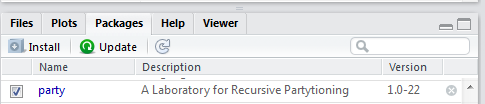 Files Plots Packages Help Viewer
Install Update
Name Description Version
party A Laboratory for Recursive Partytioning 1.0-22